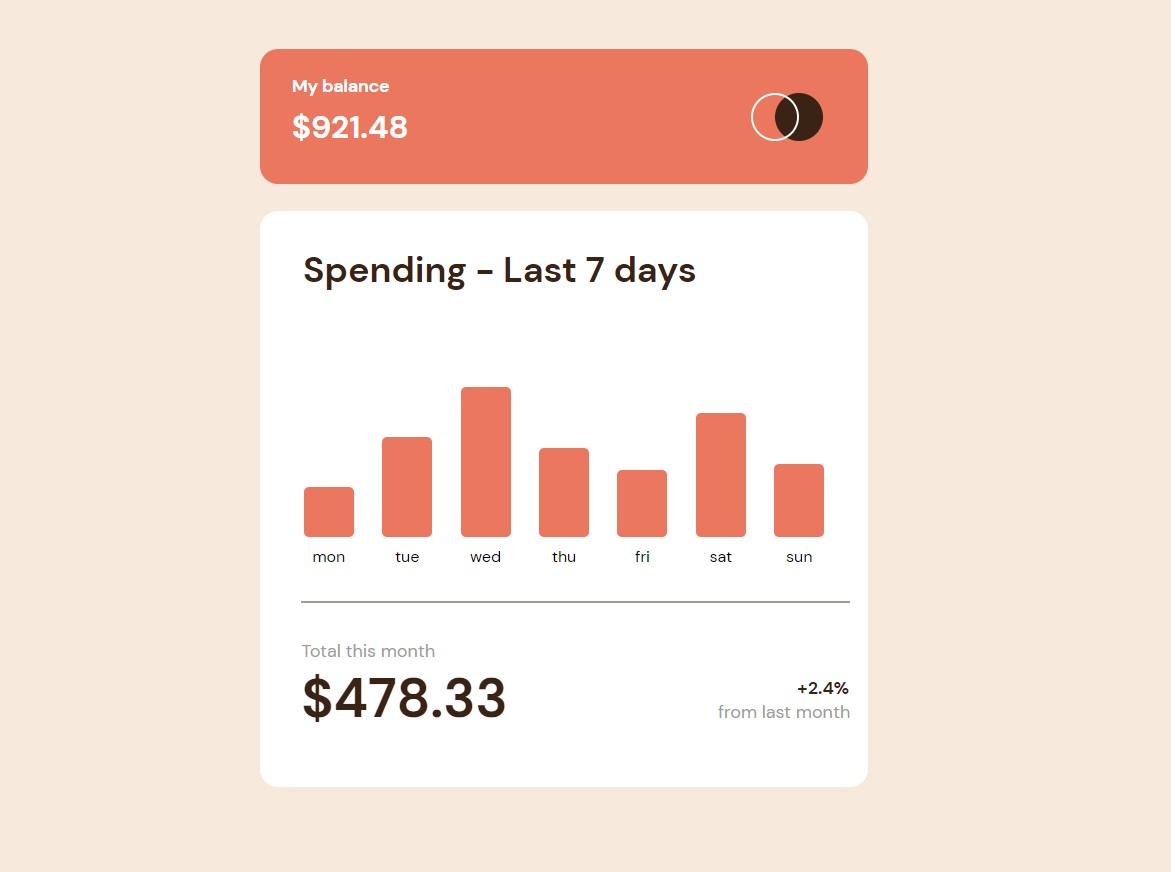 My balance
$921.48
Spending - Last 7 days
mon tue wed thu fri sat sun
Total this month
$478.33
+2.4%
from last month